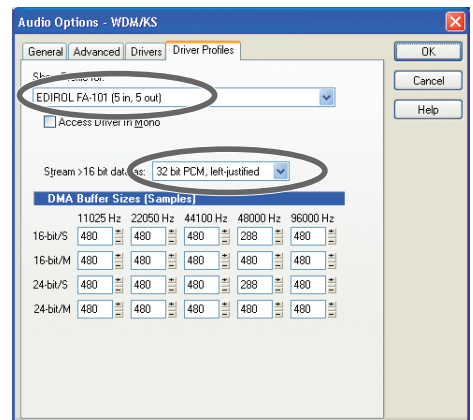 Audio Options - WDM/KS
General Advanced Drivers Driver Profiles
OK
Cancel
Help
EDIROL FA-101 (5 in, 5 out)
Access Driver in Mono
Stream >16 bit data as: 32 bit PCM, left-justified
DMA Buffer Sizes (Samples)
11025 Hz 22050 Hz 44100 Hz 48000 Hz 96000 Hz
16-bit/S 480 480 480 288 480
16-bit/M 480 480 480 480 480
24-bit/S 480 480 480 288 480
24-bit/M 480 480 480 480 480